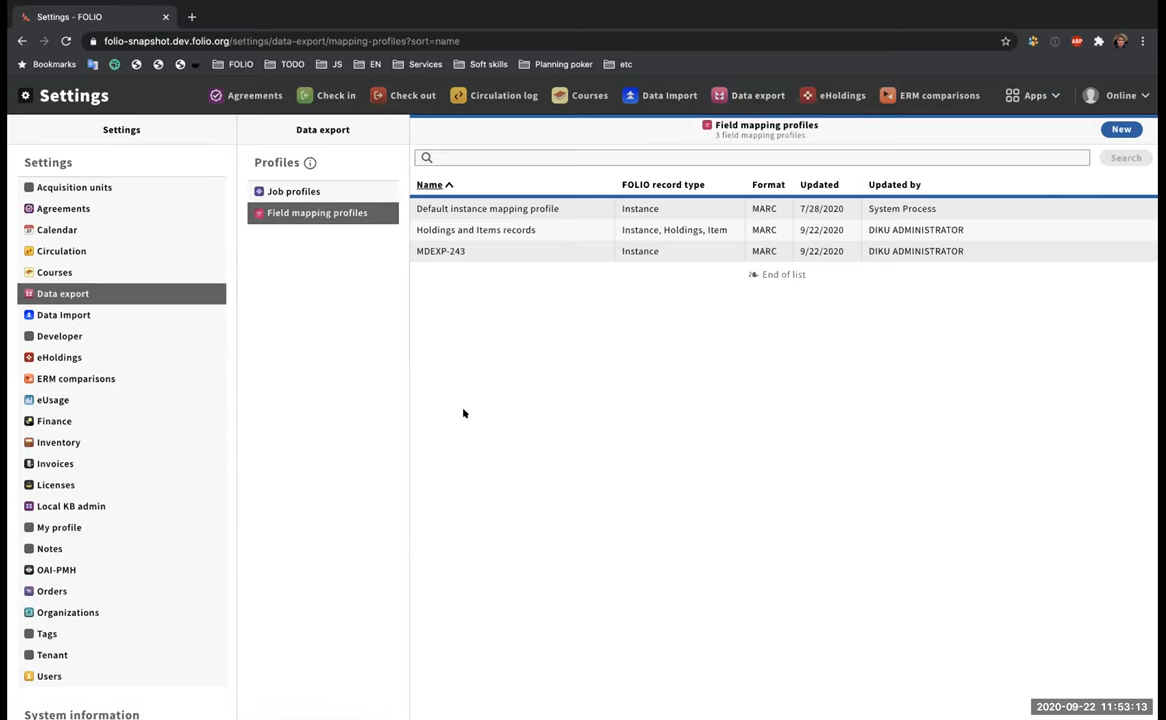 Settings - FOLIO
folio-snapshot.dev.folio.org/settings/data-export/mapping-profiles?sort=name
ABP
Bookmarks
FOLIO
TODO
JS
EN
Services
Soft skills
Planning poker
etc
Settings
Agreements
Check in
Check out
Circulation log
Courses
Data Import
Data export
eHoldings
ERM comparisons
Apps
Online
Settings
Settings
Acquisition units
Agreements
Calendar
Circulation
Courses
Data export
Data Import
Developer
eHoldings
ERM comparisons
eUsage
Finance
Inventory
Invoices
Licenses
Local KB admin
My profile
Notes
OAI-PMH
Orders
Organizations
Tags
Tenant
Users
System information
Data export
Profiles
Job profiles
Field mapping profiles
Field mapping profiles
3 field mapping profiles
New
Search
Name FOLIO record type Format Updated Updated by
Default instance mapping profile Instance MARC 7/28/2020 System Process
Holdings and Items records Instance, Holdings, Item MARC 9/22/2020 DIKU ADMINISTRATOR
MDEXP-243 Instance MARC 9/22/2020 DIKU ADMINISTRATOR
End of list
2020-09-22 11:53:13